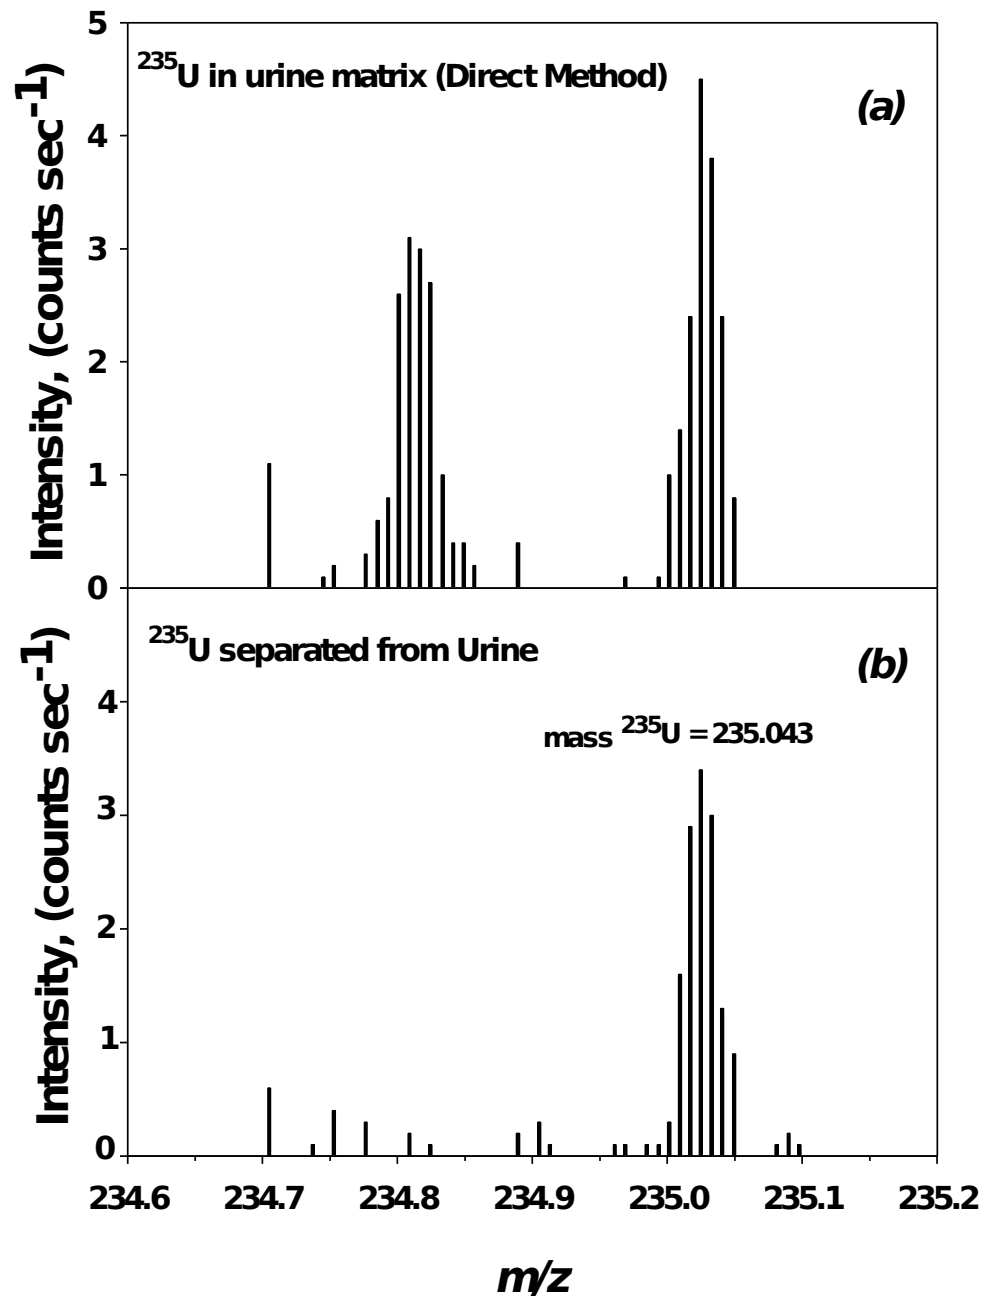 5
²³⁵U in urine matrix (Direct Method)
(a)
4
3
2
1
0
Intensity, (counts sec⁻¹)
²³⁵U separated from Urine
(b)
4
mass ²³⁵U = 235.043
3
2
1
0
Intensity, (counts sec⁻¹)
234.6 234.7 234.8 234.9 235.0 235.1 235.2
m/z